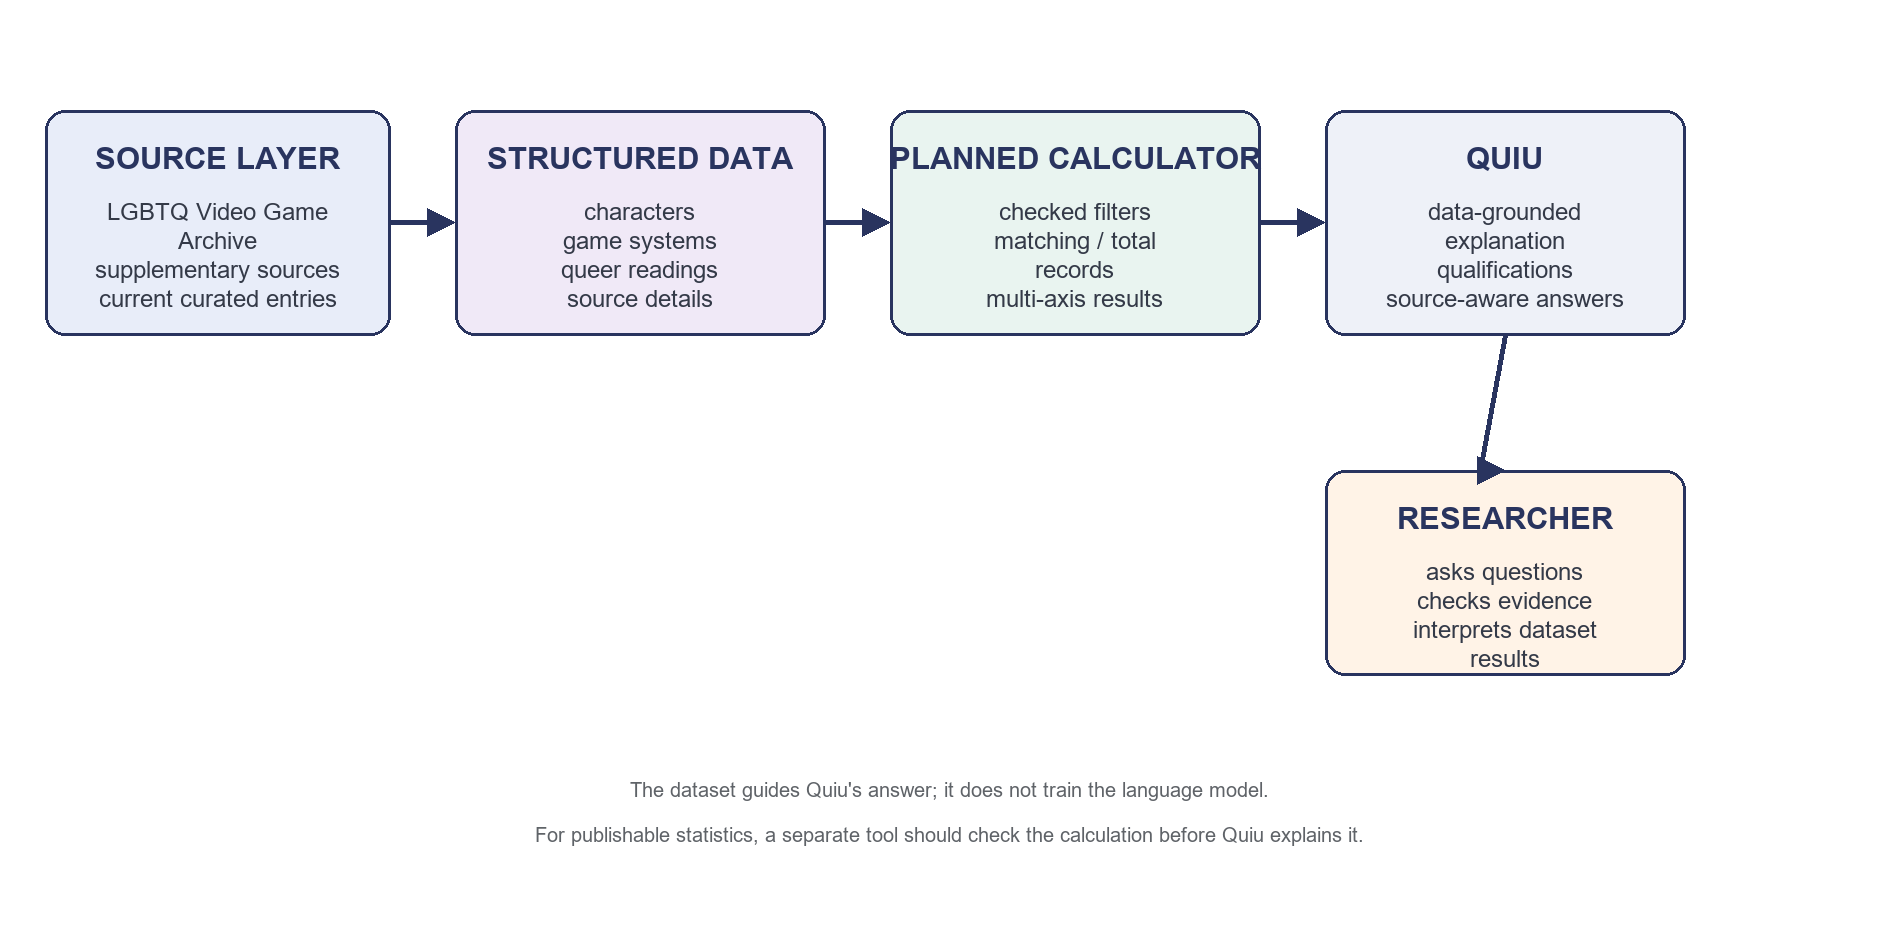 SOURCE LAYER
LGBTQ Video Game
Archive
supplementary sources
current curated entries
STRUCTURED DATA
characters
game systems
queer readings
source details
PLANNED CALCULATOR
checked filters
matching / total
records
multi-axis results
QUIU
data-grounded
explanation
qualifications
source-aware answers
RESEARCHER
asks questions
checks evidence
interprets dataset
results
The dataset guides Quiu's answer; it does not train the language model.
For publishable statistics, a separate tool should check the calculation before Quiu explains it.